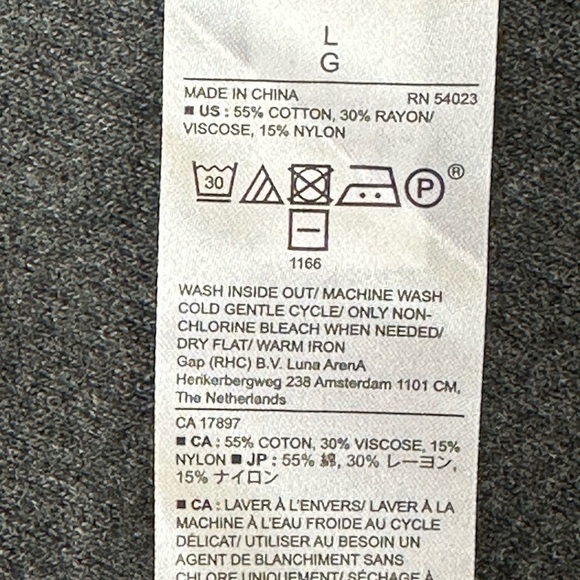 L
G
MADE IN CHINA RN 54023
■ US : 55% COTTON, 30% RAYON/
VISCOSE, 15% NYLON
30 P ®
1166
WASH INSIDE OUT/ MACHINE WASH
COLD GENTLE CYCLE/ ONLY NON-
CHLORINE BLEACH WHEN NEEDED/
DRY FLAT/ WARM IRON
Gap (RHC) B.V. Luna ArenA
Herikerbergweg 238 Amsterdam 1101 CM,
The Netherlands
CA 17897
■ CA : 55% COTON, 30% VISCOSE, 15%
NYLON ■ JP : 55% 綿, 30% レーヨン,
15% ナイロン
■ CA : LAVER À L'ENVERS/ LAVER À LA
MACHINE À L'EAU FROIDE AU CYCLE
DÉLICAT/ UTILISER AU BESOIN UN
AGENT DE BLANCHIMENT SANS
CHLORE UNIQUEMENT/ SÉCHAGE À